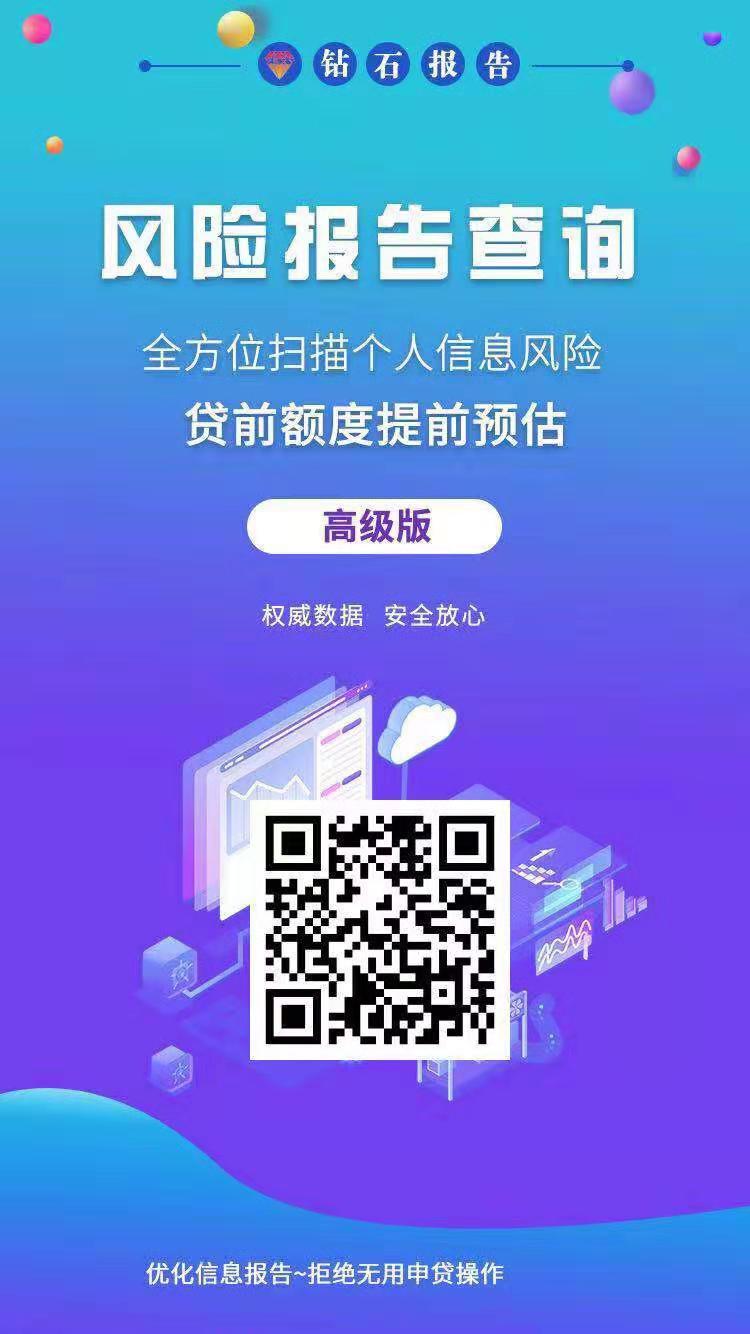 钻石报告
风险报告查询
全方位扫描个人信息风险
贷前额度提前预估
高级版
权威数据 安全放心
优化信息报告~拒绝无用申贷操作